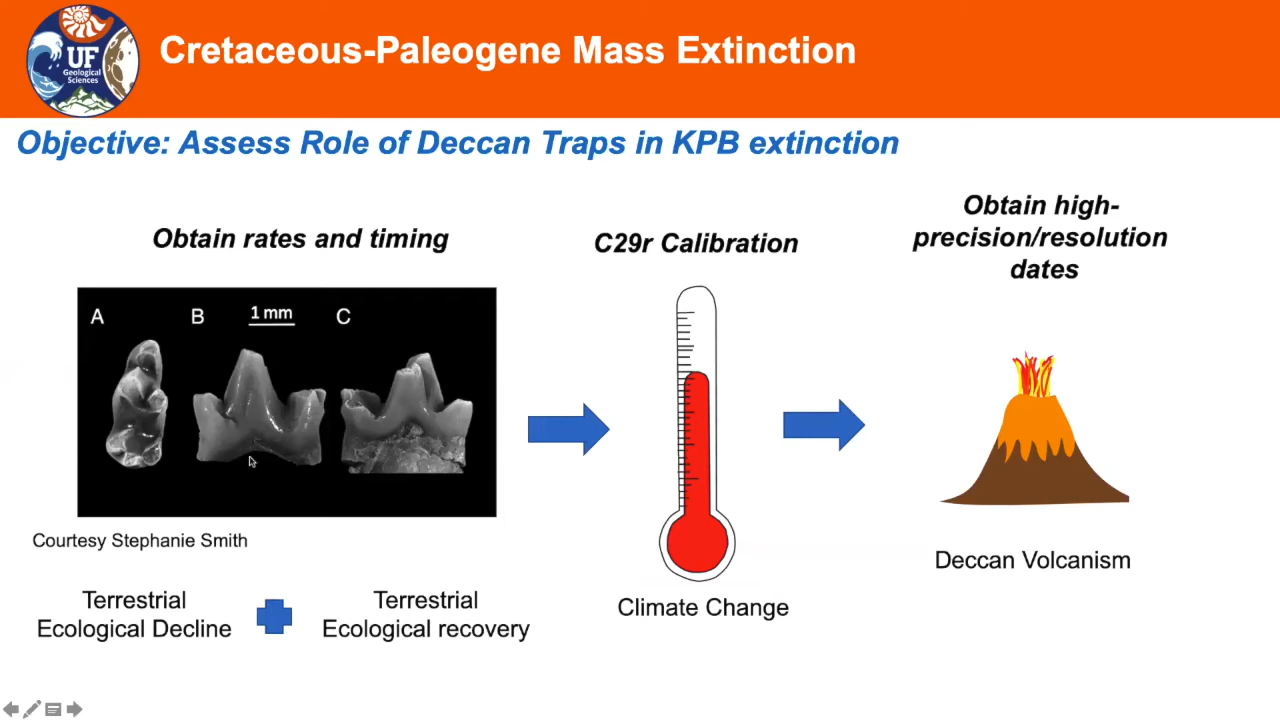 UF
Geological
Sciences
Cretaceous-Paleogene Mass Extinction
Objective: Assess Role of Deccan Traps in KPB extinction
Obtain rates and timing
A
B
1 mm
C
Courtesy Stephanie Smith
Terrestrial
Ecological Decline
Terrestrial
Ecological recovery
C29r Calibration
Climate Change
Obtain high-
precision/resolution
dates
Deccan Volcanism